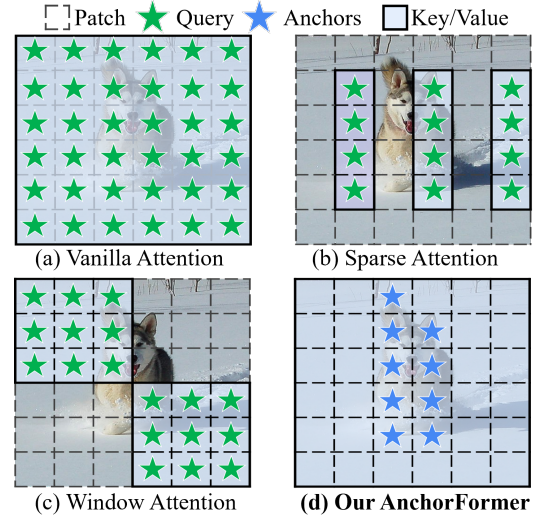 Patch Query Anchors Key/Value
(a) Vanilla Attention
(b) Sparse Attention
(c) Window Attention
(d) Our AnchorFormer